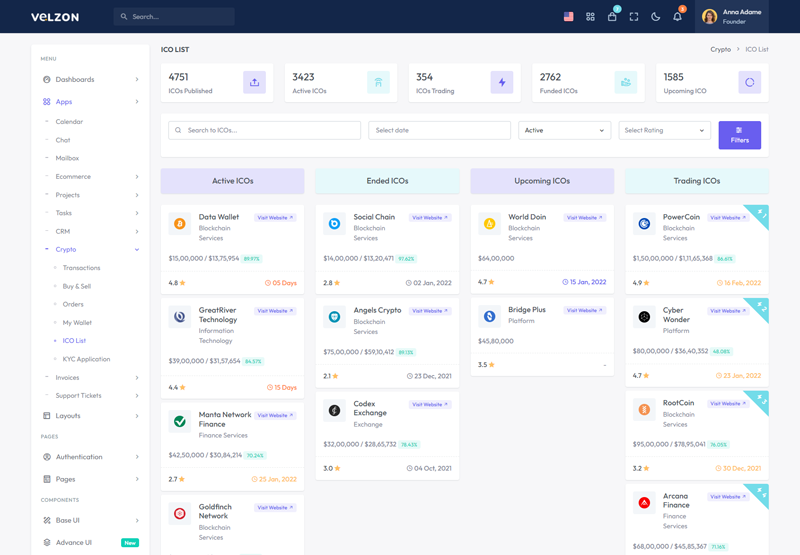 VELZON
Search...
0
3
Anna Adame
Founder
MENU
Dashboards
Apps
Calendar
Chat
Mailbox
Ecommerce
Projects
Tasks
CRM
Crypto
Transactions
Buy & Sell
Orders
My Wallet
ICO List
KYC Application
Invoices
Support Tickets
Layouts
PAGES
Authentication
Pages
COMPONENTS
Base UI
Advance UI New
ICO LIST
Crypto > ICO List
4751
ICOs Published
3423
Active ICOs
354
ICOs Trading
2762
Funded ICOs
1585
Upcoming ICO
Search to ICOs...
Select date
Active
Select Rating
Filters
Active ICOs
Data Wallet
Visit Website
Blockchain
Services
$15,00,000 / $13,75,954 89.97%
4.8
05 Days
GreatRiver
Technology
Visit Website
Information
Technology
$39,00,000 / $31,57,654 84.57%
4.4
15 Days
Manta Network
Finance
Visit Website
Finance Services
$42,50,000 / $30,84,214 70.24%
2.7
25 Jan, 2022
Goldfinch
Network
Visit Website
Blockchain
Services
Ended ICOs
Social Chain
Visit Website
Blockchain
Services
$14,00,000 / $13,20,471 97.62%
2.8
02 Jan, 2022
Angels Crypto
Visit Website
Blockchain
Services
$75,00,000 / $59,10,412 89.13%
2.1
23 Dec, 2021
Codex
Exchange
Visit Website
Exchange
$32,00,000 / $28,65,732 78.43%
3.0
04 Oct, 2021
Upcoming ICOs
World Doin
Visit Website
Blockchain
Services
$64,00,000
4.7
15 Jan, 2022
Bridge Plus
Visit Website
Platform
$45,80,000
3.5
-
Trading ICOs
PowerCoin
Visit Website
Blockchain
Services
$1,50,00,000 / $1,11,65,368 86.61%
4.9
16 Feb, 2022
Cyber
Wonder
Visit Website
Platform
$80,00,000 / $36,40,352 48.08%
4.7
23 Jan, 2022
RootCoin
Visit Website
Blockchain
Services
$95,00,000 / $78,95,041 76.05%
3.2
30 Dec, 2021
Arcana
Finance
Visit Website
Finance
Services
$68,00,000 / $45,85,367 71.16%